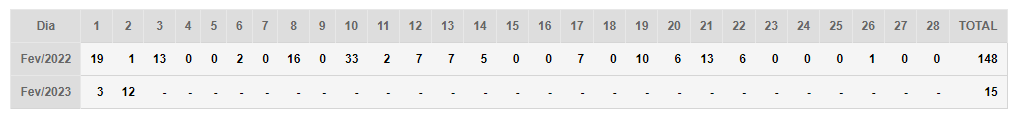 Dia 1 2 3 4 5 6 7 8 9 10 11 12 13 14 15 16 17 18 19 20 21 22 23 24 25 26 27 28 TOTAL
Fev/2022 19 1 13 0 0 2 0 16 0 33 2 7 7 5 0 0 7 0 10 6 13 6 0 0 0 1 0 0 148
Fev/2023 3 12 - - - - - - - - - - - - - - - - - - - - - - - - - - 15